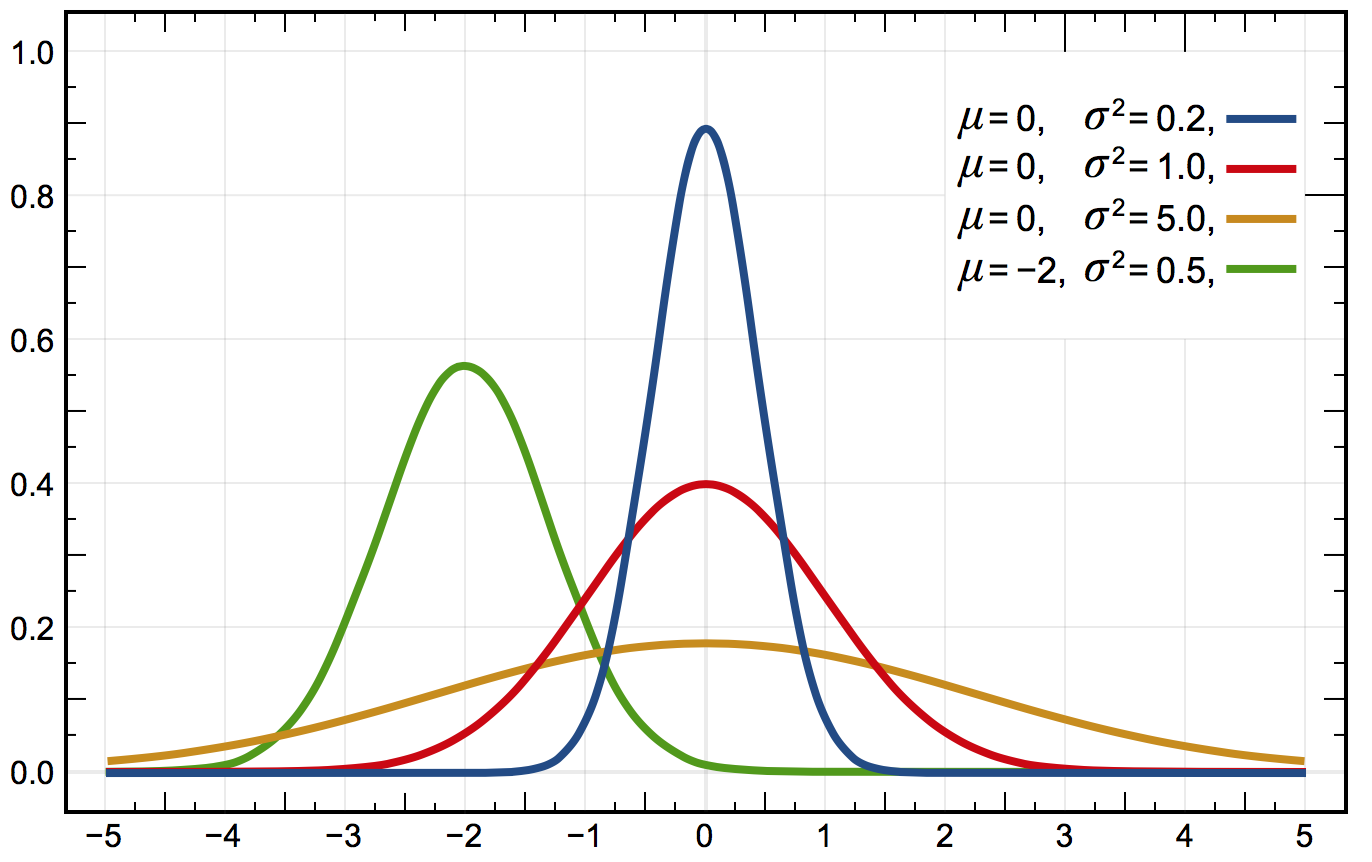 1.0
μ = 0, σ² = 0.2,
μ = 0, σ² = 1.0,
0.8
μ = 0, σ² = 5.0,
μ = −2, σ² = 0.5,
0.6
0.4
0.2
0.0
−5 −4 −3 −2 −1 0 1 2 3 4 5